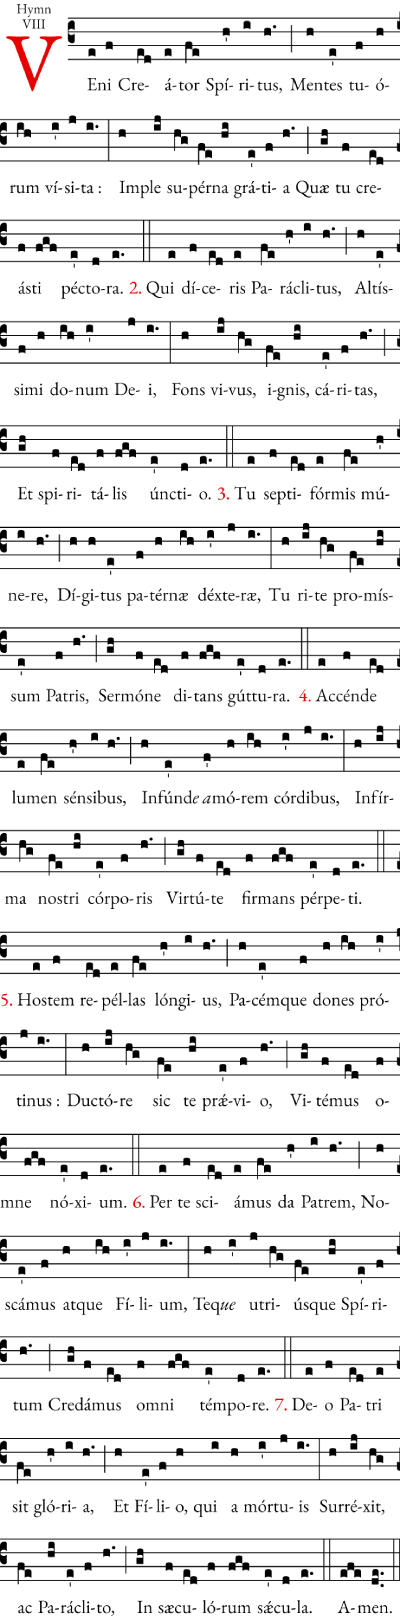 Hymn
VIII
VEni Cre- á-tor Spí- ri- tus, Mentes tu- ó-
rum ví-si-ta : Imple su-pérna grá-ti- a Quæ tu cre-
ásti pécto-ra. 2. Qui dí-ce- ris Pa-rácli-tus, Altís-
simi do-num De- i, Fons vi-vus, i-gnis, cá-ri-tas,
Et spi-ri- tá-lis úncti- o. 3. Tu septi- fórmis mú-
ne-re, Dí-gi-tus pa-térnæ déxte-ræ, Tu ri-te pro-mís-
sum Patris, Sermóne di-tans gúttu-ra. 4. Accénde
lumen sénsibus, Infúnde amó-rem córdibus, Infír-
ma nostri córpo-ris Virtú-te firmans pérpe-ti.
5. Hostem re-pél-las lóngi- us, Pa-cémque dones pró-
tinus : Ductó-re sic te prǽ-vi- o, Vi-témus o-
mne nó-xi- um. 6. Per te sci- ámus da Patrem, No-
scámus atque Fí-li- um, Teque utri- úsque Spí-ri-
tum Credámus omni témpo-re. 7. De- o Pa-tri
sit gló-ri- a, Et Fí-li- o, qui a mórtu- is Surré-xit,
ac Pa-rácli-to, In sæcu- ló-rum sǽcu-la. A-men.